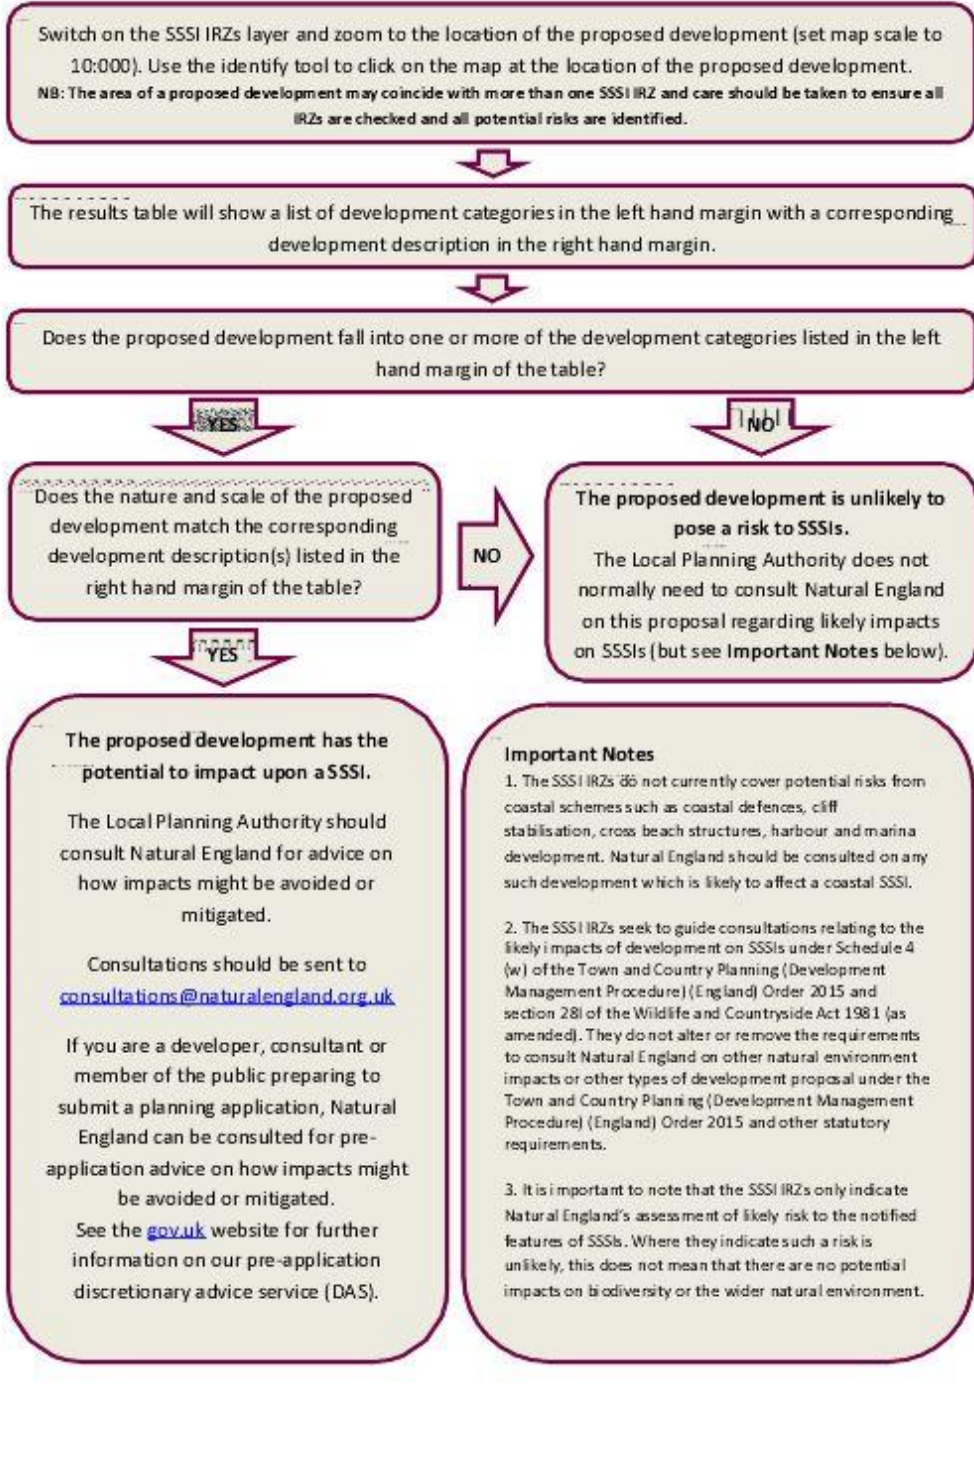 Switch on the SSSI IRZs layer and zoom to the location of the proposed development (set map scale to
10:000). Use the identify tool to click on the map at the location of the proposed development.
NB: The area of a proposed development may coincide with more than one SSSI IRZ and care should be taken to ensure all
IRZs are checked and all potential risks are identified.
The results table will show a list of development categories in the left hand margin with a corresponding
development description in the right hand margin.
Does the proposed development fall into one or more of the development categories listed in the left
hand margin of the table?
YES
NO
Does the nature and scale of the proposed
development match the corresponding
development description(s) listed in the
right hand margin of the table?
NO
The proposed development is unlikely to
pose a risk to SSSIs.
The Local Planning Authority does not
normally need to consult Natural England
on this proposal regarding likely impacts
on SSSIs (but see Important Notes below).
YES
The proposed development has the
potential to impact upon a SSSI.
The Local Planning Authority should
consult Natural England for advice on
how impacts might be avoided or
mitigated.
Consultations should be sent to
consultations@naturalengland.org.uk
If you are a developer, consultant or
member of the public preparing to
submit a planning application, Natural
England can be consulted for pre-
application advice on how impacts might
be avoided or mitigated.
See the gov.uk website for further
information on our pre-application
discretionary advice service (DAS).
Important Notes
1. The SSSI IRZs do not currently cover potential risks from
coastal schemes such as coastal defences, cliff
stabilisation, cross beach structures, harbour and marina
development. Natural England should be consulted on any
such development which is likely to affect a coastal SSSI.
2. The SSSI IRZs seek to guide consultations relating to the
likely impacts of development on SSSIs under Schedule 4
(w) of the Town and Country Planning (Development
Management Procedure) (England) Order 2015 and
section 28I of the Wildlife and Countryside Act 1981 (as
amended). They do not alter or remove the requirements
to consult Natural England on other natural environment
impacts or other types of development proposal under the
Town and Country Planning (Development Management
Procedure) (England) Order 2015 and other statutory
requirements.
3. It is important to note that the SSSI IRZs only indicate
Natural England's assessment of likely risk to the notified
features of SSSIs. Where they indicate such a risk is
unlikely, this does not mean that there are no potential
impacts on biodiversity or the wider natural environment.